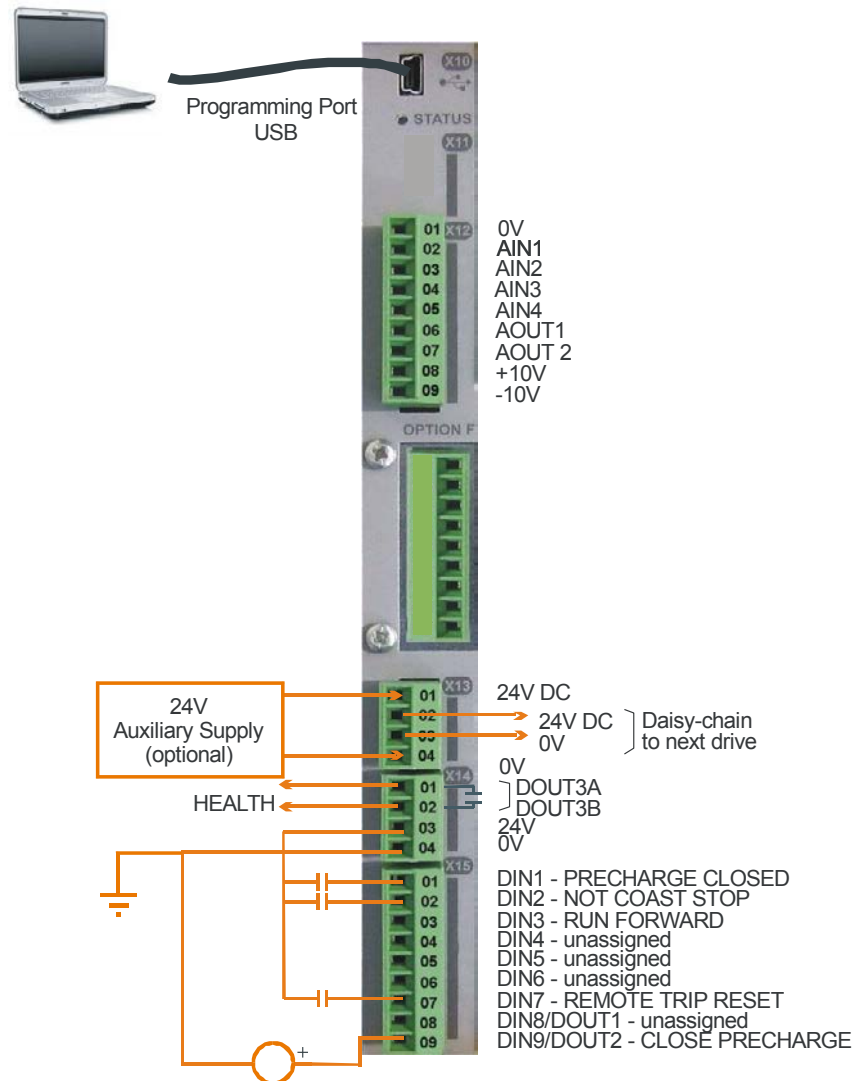 X10
Programming Port
USB
STATUS
X11
01 X12 0V
02 AIN1
03 AIN2
04 AIN3
05 AIN4
06 AOUT1
07 AOUT 2
08 +10V
09 -10V
OPTION F
X13
24V
Auxiliary Supply
(optional)
01 24V DC
02 24V DC
03 0V
Daisy-chain
to next drive
04 0V
X14
HEALTH
01 DOUT3A
02 DOUT3B
03 24V
04 0V
X15
01 DIN1 - PRECHARGE CLOSED
02 DIN2 - NOT COAST STOP
03 DIN3 - RUN FORWARD
04 DIN4 - unassigned
05 DIN5 - unassigned
06 DIN6 - unassigned
07 DIN7 - REMOTE TRIP RESET
08 DIN8/DOUT1 - unassigned
09 DIN9/DOUT2 - CLOSE PRECHARGE
+